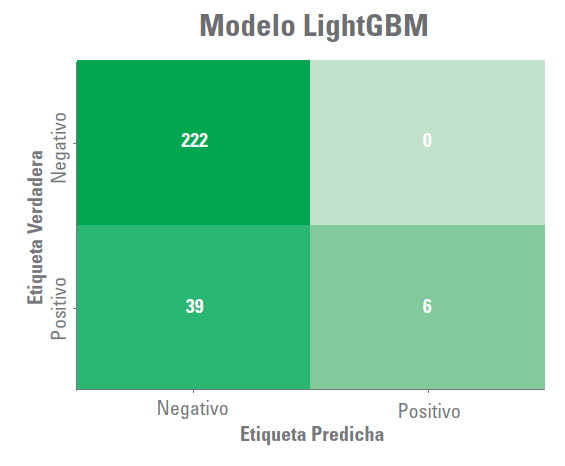 Modelo LightGBM
Etiqueta Verdadera
Negativo
222
0
Positivo
39
6
Negativo
Positivo
Etiqueta Predicha